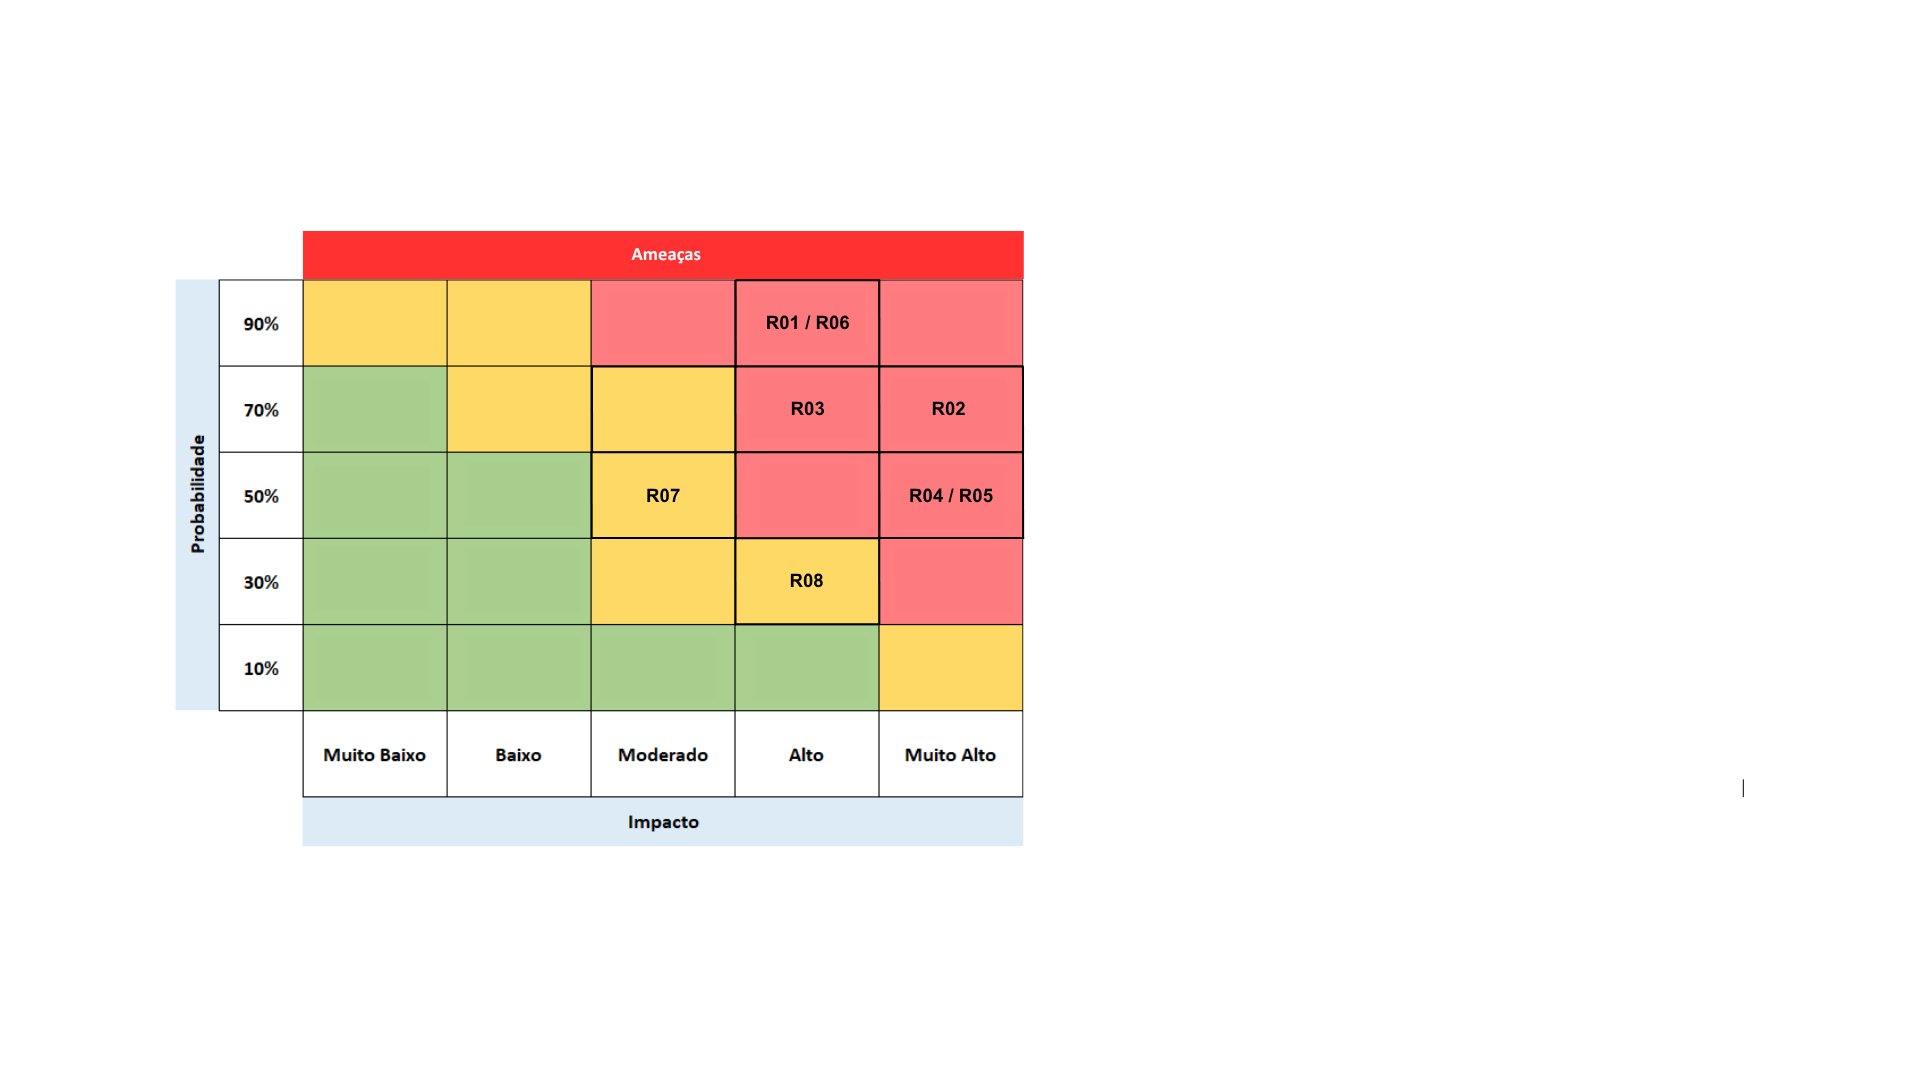 Ameaças
Probabilidade
90%
R01 / R06
70%
R03
R02
50%
R07
R04 / R05
30%
R08
10%
Muito Baixo
Baixo
Moderado
Alto
Muito Alto
Impacto